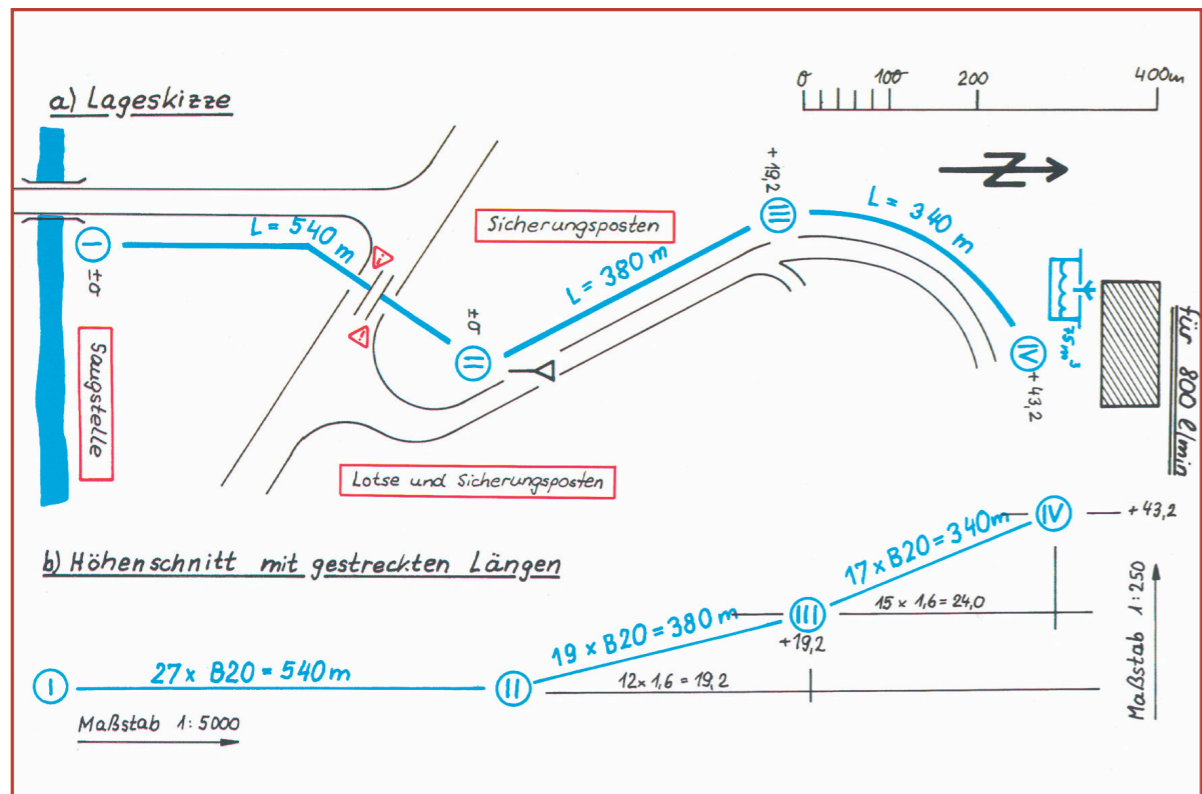 a) Lageskizze
0 100 200 400m
N
I
±0
Saugstelle
L = 540 m
II
±0
Sicherungsposten
L = 380 m
+19,2
III
L = 340 m
IV
+43,2
75 m³
für 800 l/min
Lotse und Sicherungsposten
b) Höhenschnitt mit gestreckten Längen
I
27 × B20 = 540 m
II
19 × B20 = 380 m
12 × 1,6 = 19,2
III
+19,2
17 × B20 = 340 m
15 × 1,6 = 24,0
IV
+43,2
Maßstab 1:5000
Maßstab 1:250